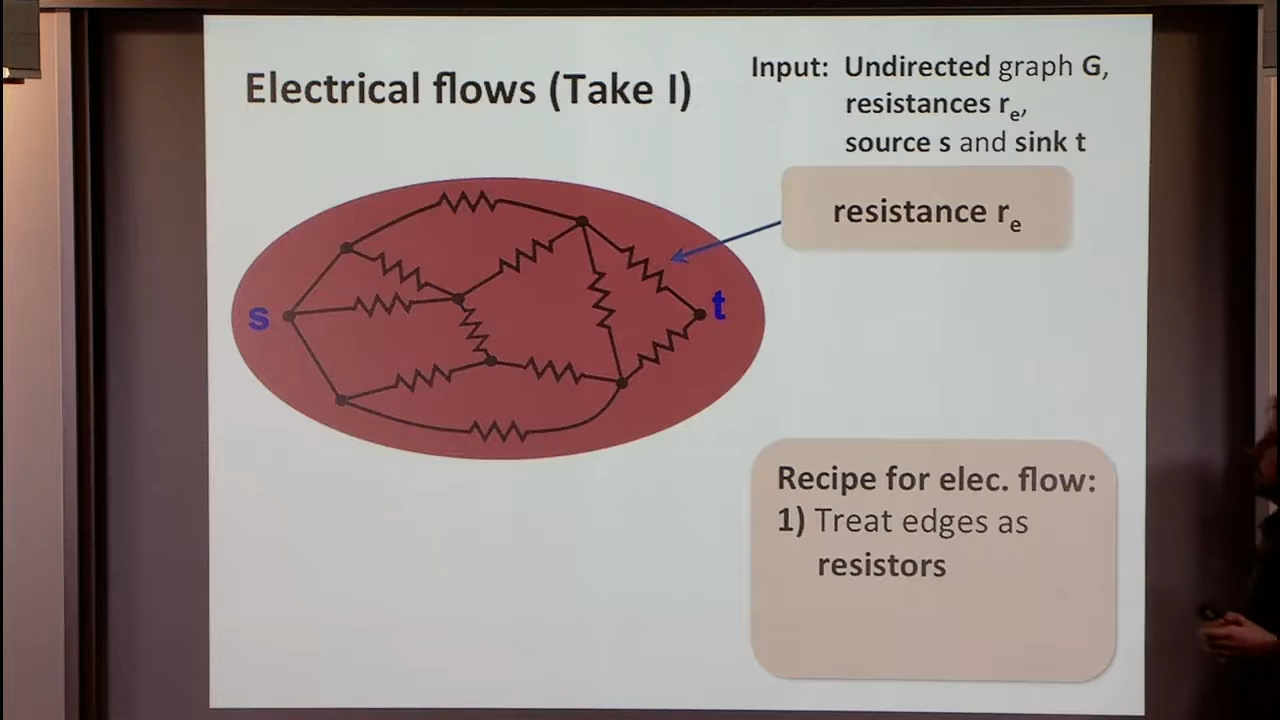 Electrical flows (Take I)
Input: Undirected graph G,
resistances re,
source s and sink t
resistance re
s
t
Recipe for elec. flow:
1) Treat edges as
resistors